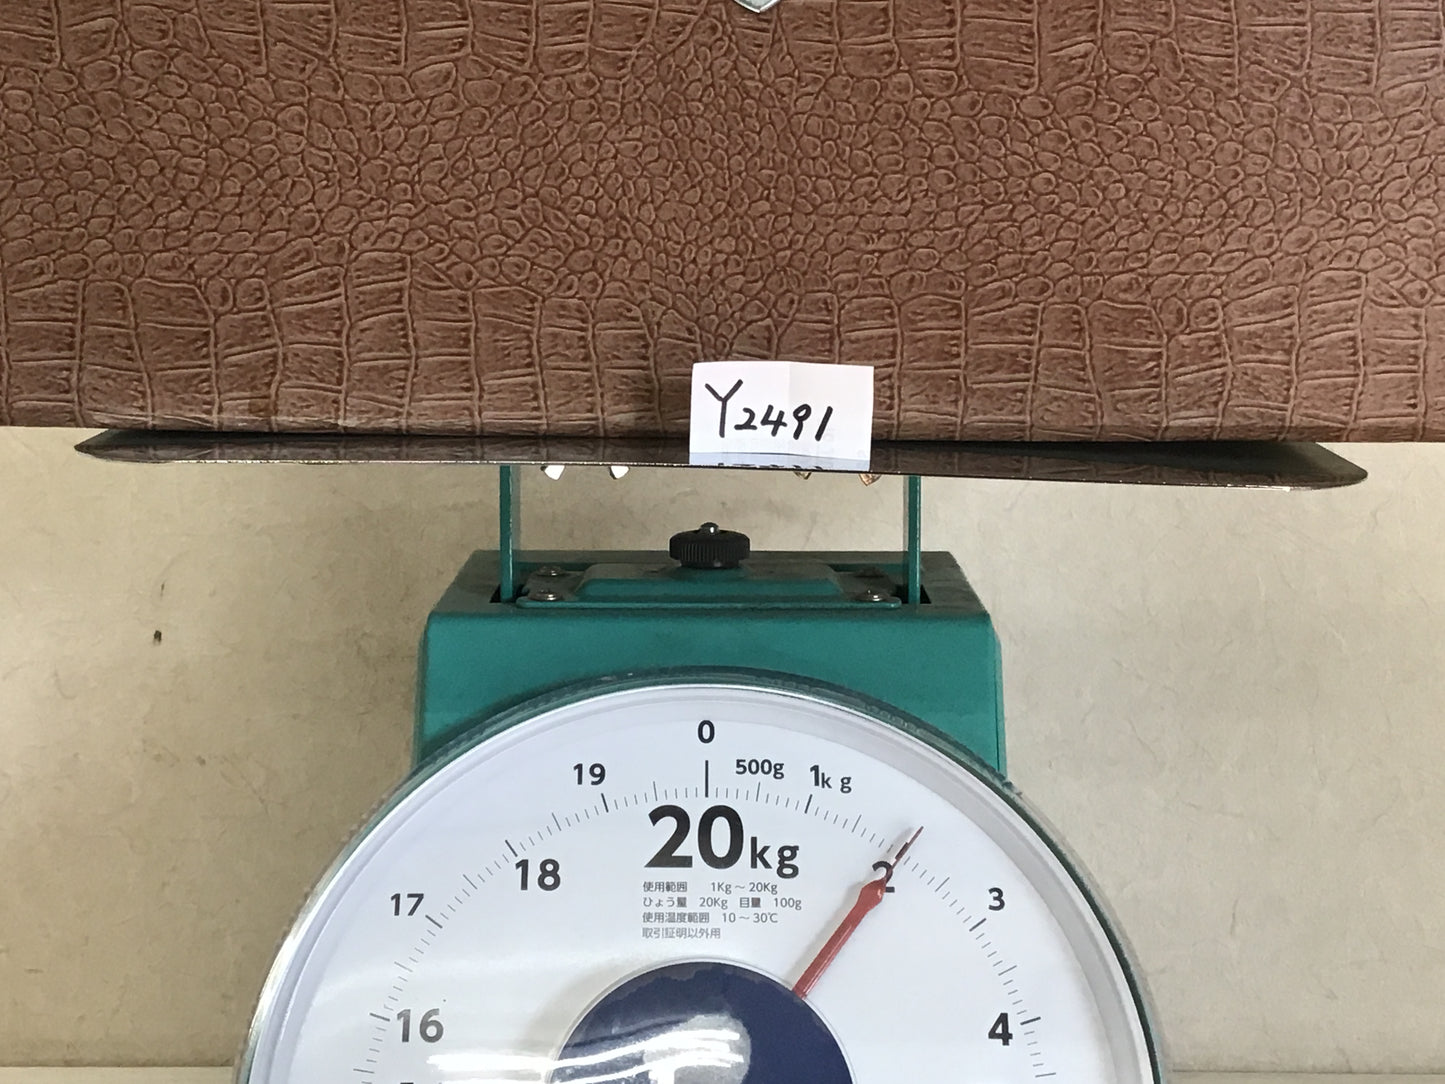 Y2491
0
19
500g
1kg
20kg
18
2
17
3
使用範囲 1Kg～20Kg
ひょう量 20Kg 目量 100g
使用温度範囲 10～30℃
取引証明以外用
16
4